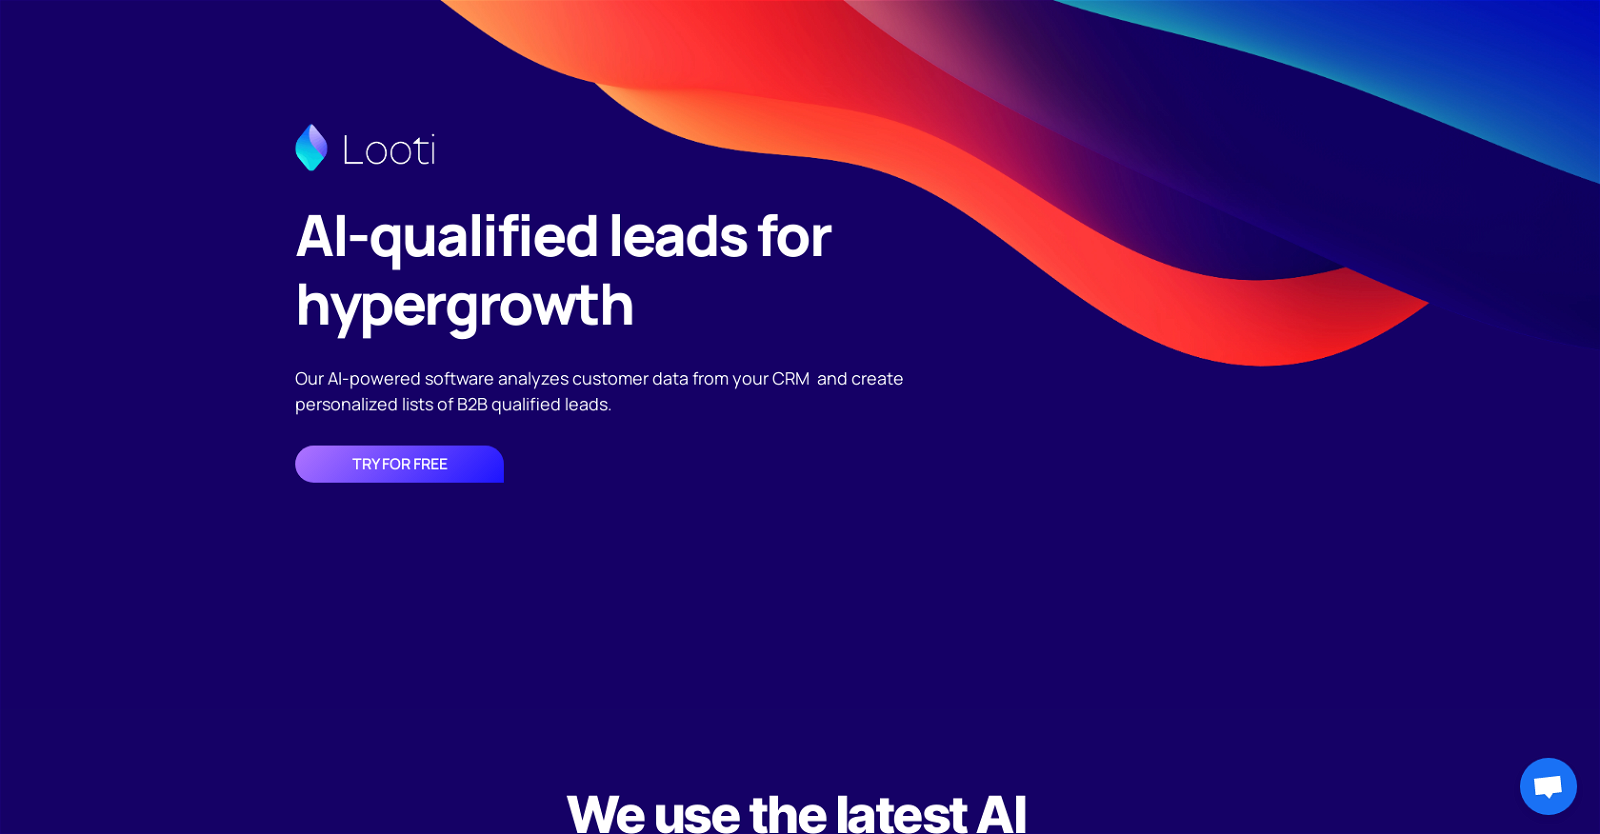 Looti
AI-qualified leads for
hypergrowth
Our AI-powered software analyzes customer data from your CRM  and create
personalized lists of B2B qualified leads.
TRY FOR FREE
We use the latest AI